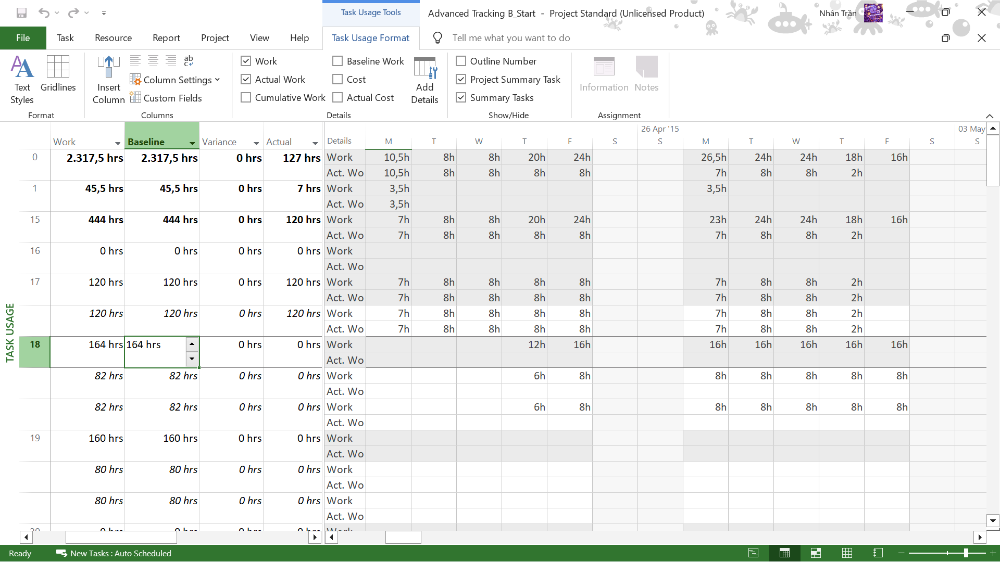 Task Usage Tools
Advanced Tracking B_Start - Project Standard (Unlicensed Product)
Nhân Trần
File Task Resource Report Project View Help Task Usage Format Tell me what you want to do
Text Styles
Gridlines
Format
Insert Column
ab c
Column Settings
Custom Fields
Columns
Work Baseline Work
Actual Work Cost
Cumulative Work Actual Cost
Add Details
Details
Outline Number
Project Summary Task
Summary Tasks
Show/Hide
Information Notes
Assignment
26 Apr '15 03 May
Work Baseline Variance Actual Details M T W T F S S M T W T F S S
0 2.317,5 hrs 2.317,5 hrs 0 hrs 127 hrs Work 10,5h 8h 8h 20h 24h 26,5h 24h 24h 18h 16h
Act. Wo 10,5h 8h 8h 8h 8h 7h 8h 8h 2h
1 45,5 hrs 45,5 hrs 0 hrs 7 hrs Work 3,5h 3,5h
Act. Wo 3,5h
15 444 hrs 444 hrs 0 hrs 120 hrs Work 7h 8h 8h 20h 24h 23h 24h 24h 18h 16h
Act. Wo 7h 8h 8h 8h 8h 7h 8h 8h 2h
16 0 hrs 0 hrs 0 hrs 0 hrs Work
Act. Wo
17 120 hrs 120 hrs 0 hrs 120 hrs Work 7h 8h 8h 8h 8h 7h 8h 8h 2h
Act. Wo 7h 8h 8h 8h 8h 7h 8h 8h 2h
120 hrs 120 hrs 0 hrs 120 hrs Work 7h 8h 8h 8h 8h 7h 8h 8h 2h
Act. Wo 7h 8h 8h 8h 8h 7h 8h 8h 2h
TASK USAGE
18 164 hrs 164 hrs 0 hrs 0 hrs Work 12h 16h 16h 16h 16h 16h 16h
Act. Wo
82 hrs 82 hrs 0 hrs 0 hrs Work 6h 8h 8h 8h 8h 8h 8h
Act. Wo
82 hrs 82 hrs 0 hrs 0 hrs Work 6h 8h 8h 8h 8h 8h 8h
Act. Wo
19 160 hrs 160 hrs 0 hrs 0 hrs Work
Act. Wo
80 hrs 80 hrs 0 hrs 0 hrs Work
Act. Wo
80 hrs 80 hrs 0 hrs 0 hrs Work
Act. Wo
Ready New Tasks : Auto Scheduled